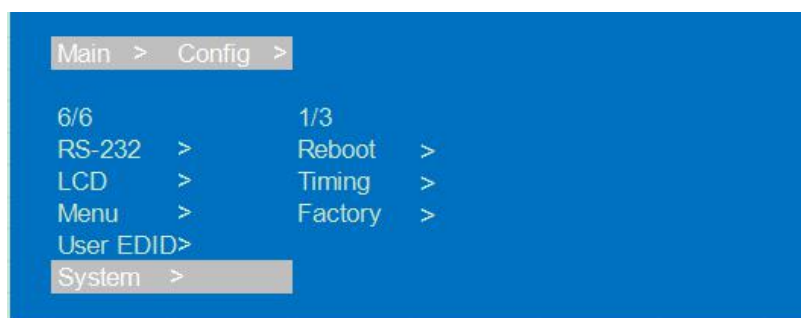 Main > Config >
6/6 1/3
RS-232 > Reboot >
LCD > Timing >
Menu > Factory >
User EDID>
System >